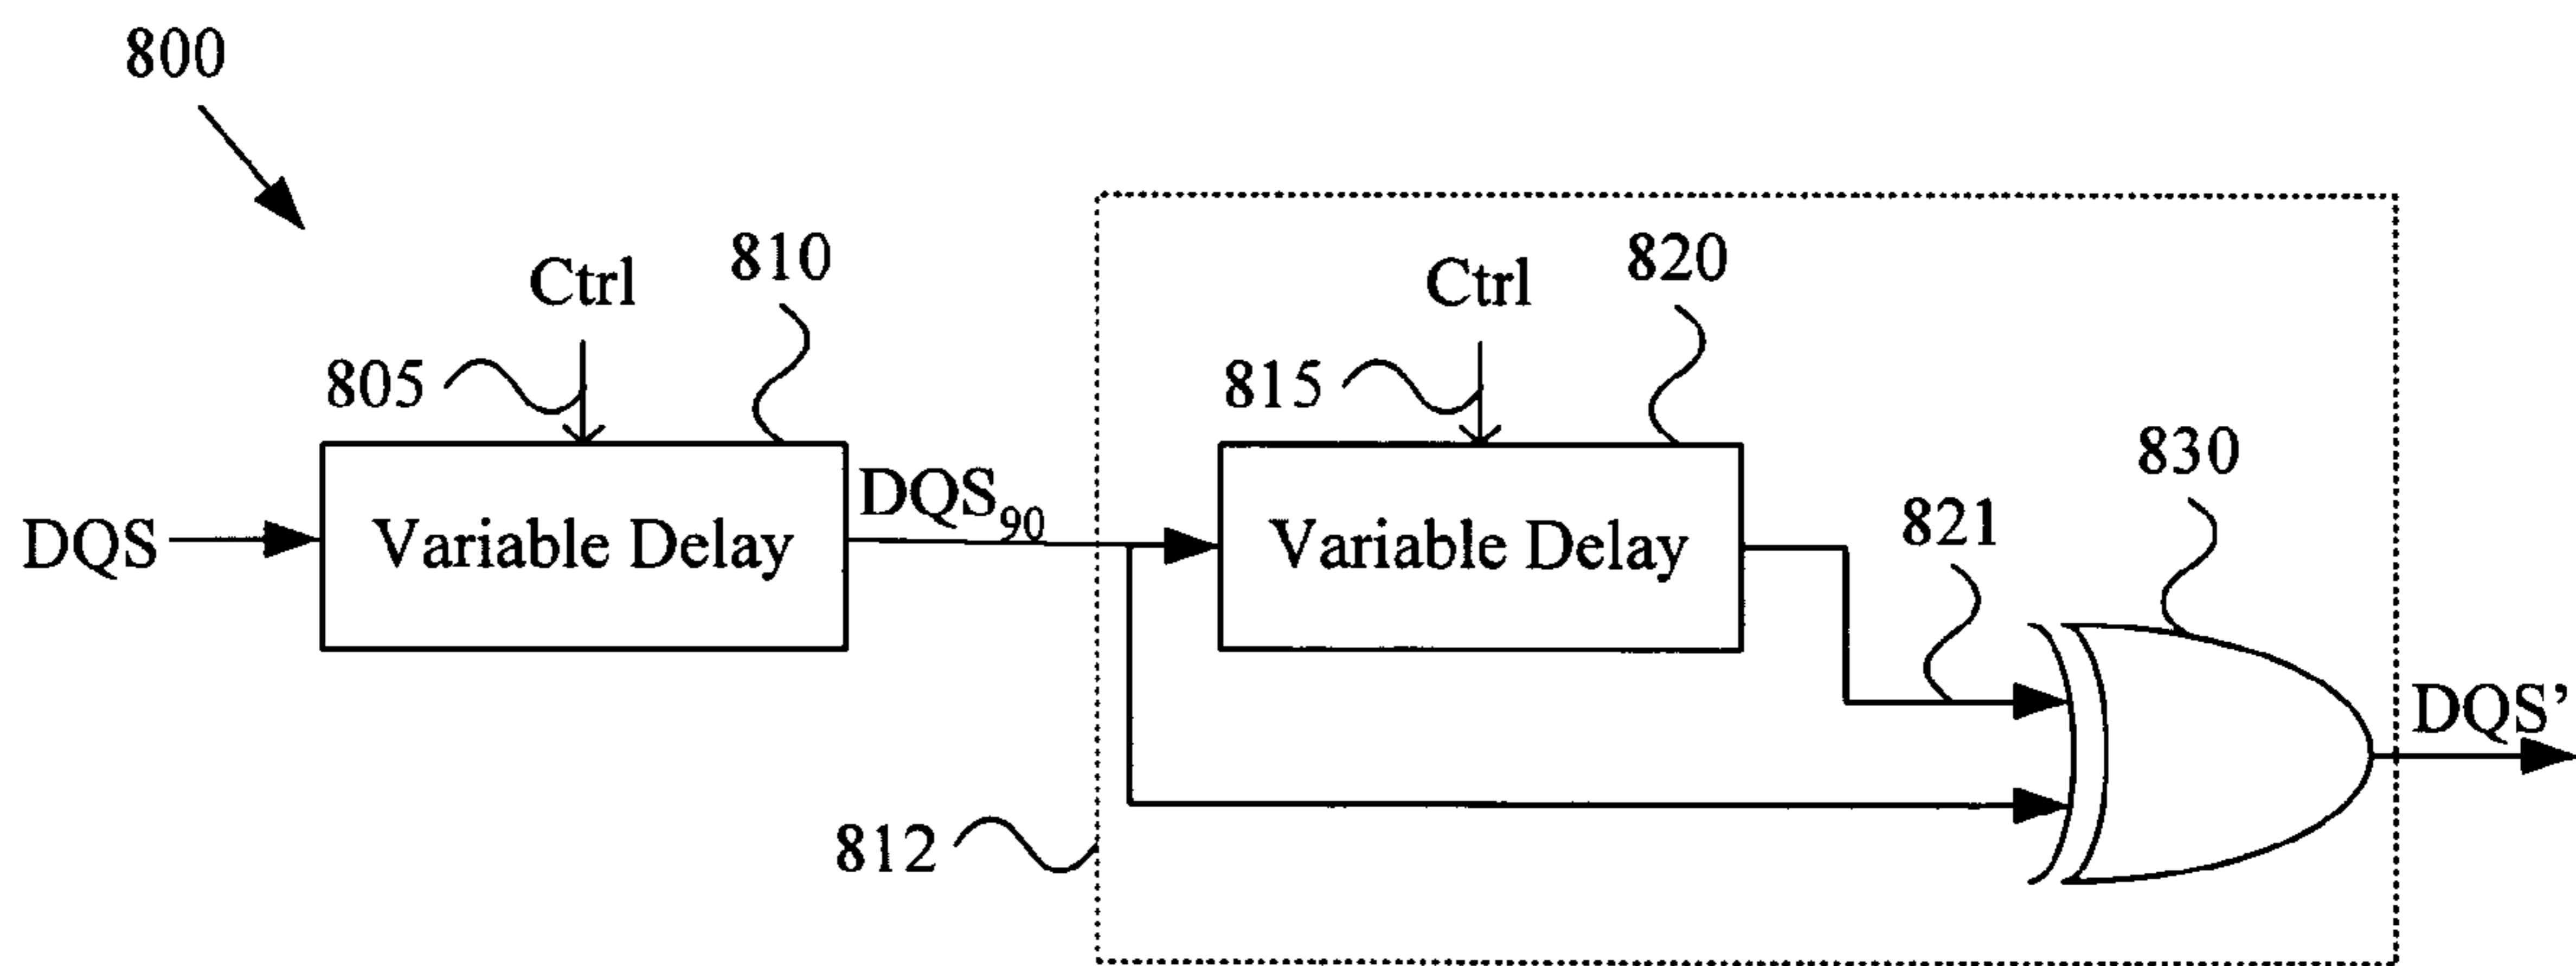 800
Ctrl
810
Ctrl
820
805
815
830
DQS
Variable Delay
DQS90
Variable Delay
821
DQS’
812